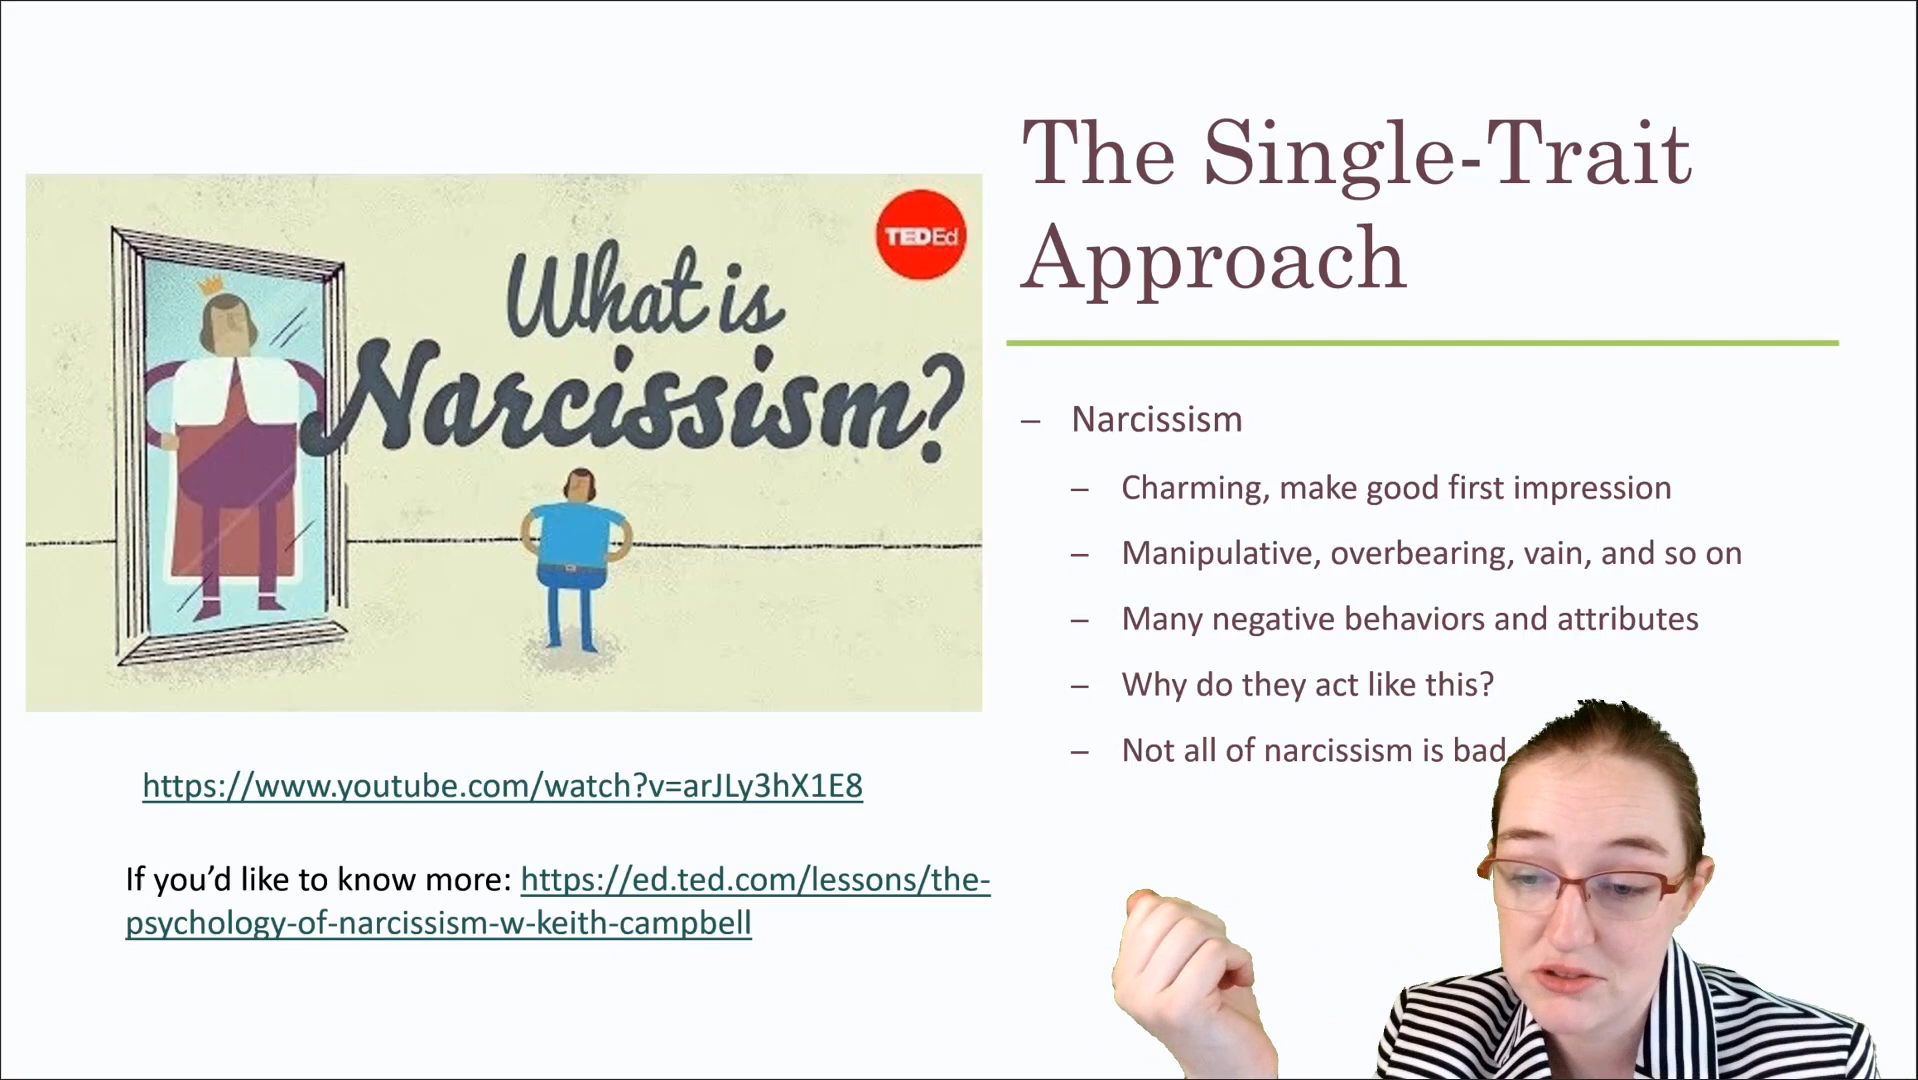 The Single-Trait
Approach
TEDEd
What is
Narcissism?
– Narcissism
– Charming, make good first impression
– Manipulative, overbearing, vain, and so on
– Many negative behaviors and attributes
– Why do they act like this?
– Not all of narcissism is bad
https://www.youtube.com/watch?v=arJLy3hX1E8
If you’d like to know more: https://ed.ted.com/lessons/the-
psychology-of-narcissism-w-keith-campbell